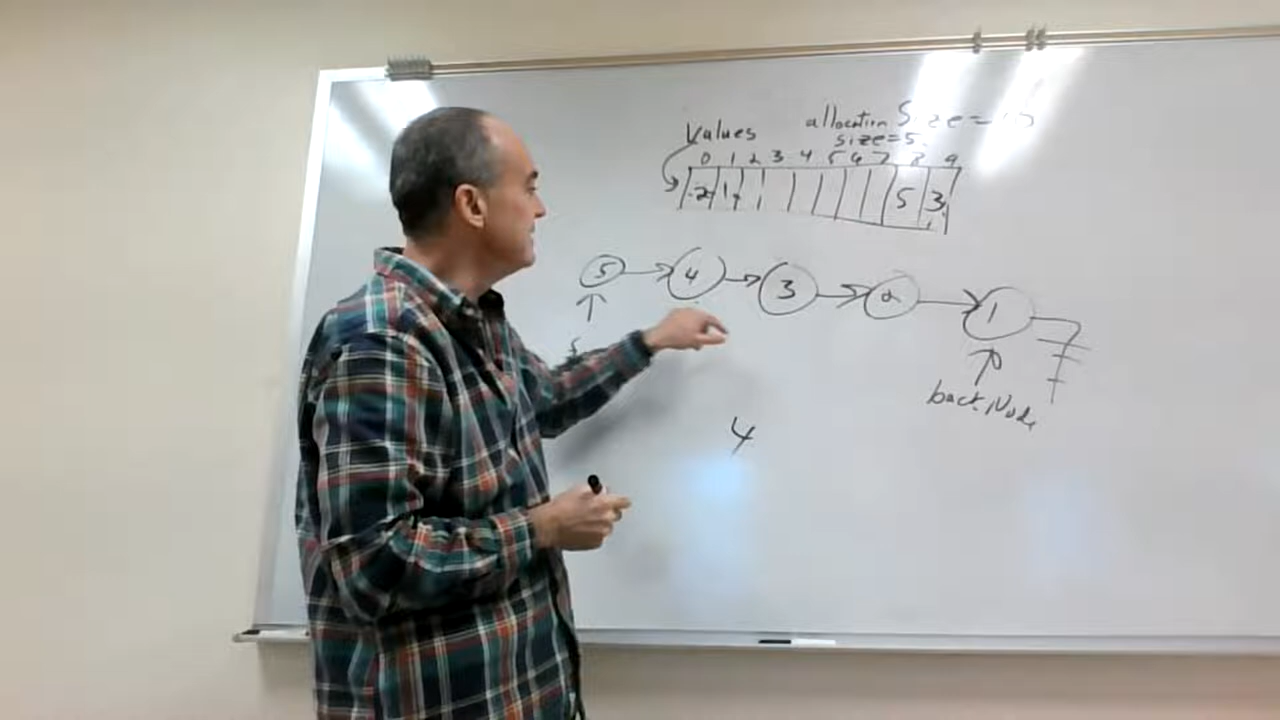 Values allocation Size=10
size=5
0 1 2 3 4 5 6 7 8 9
-2 1 5 3
5 4 3 2 1
backNode
4